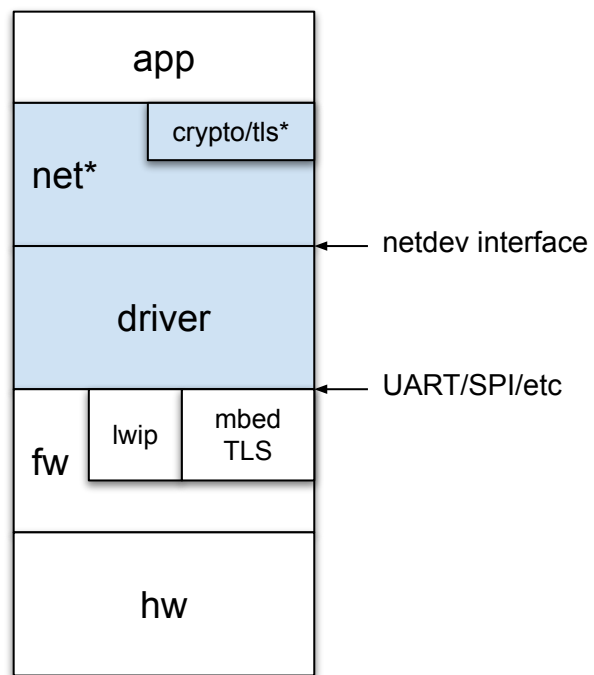 app
crypto/tls*
net*
netdev interface
driver
UART/SPI/etc
lwip
mbed
TLS
fw
hw